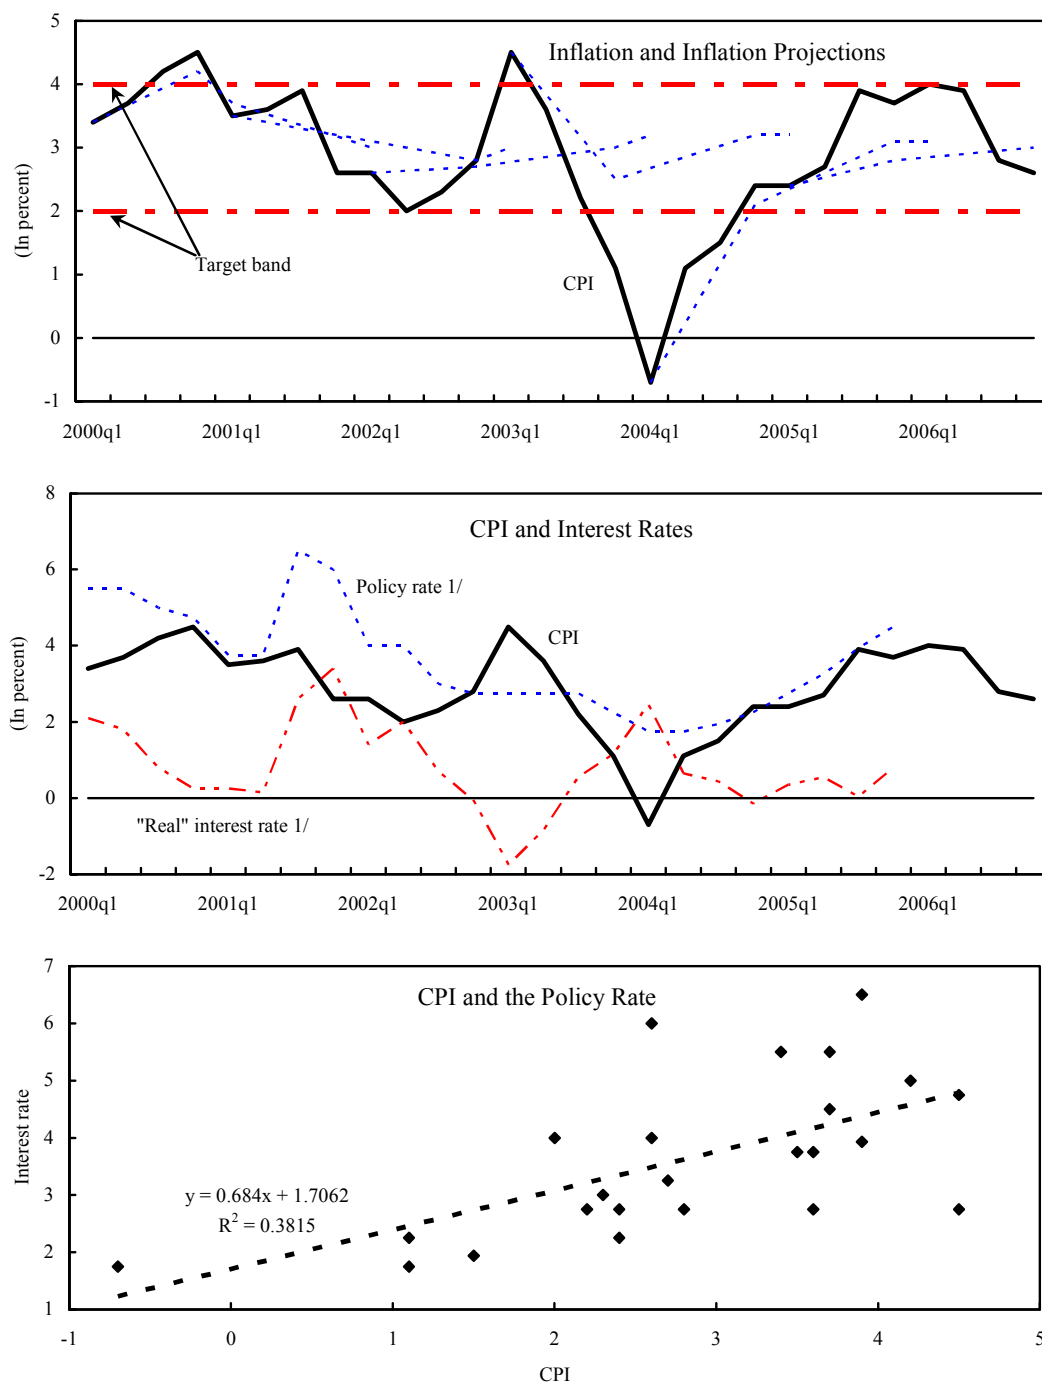 Inflation and Inflation Projections
(In percent)
5
4
3
2
1
0
-1
Target band
CPI
2000q1 2001q1 2002q1 2003q1 2004q1 2005q1 2006q1
CPI and Interest Rates
(In percent)
8
6
4
2
0
-2
Policy rate 1/
CPI
"Real" interest rate 1/
2000q1 2001q1 2002q1 2003q1 2004q1 2005q1 2006q1
CPI and the Policy Rate
Interest rate
7
6
5
4
3
2
1
y = 0.684x + 1.7062
R² = 0.3815
-1 0 1 2 3 4 5
CPI